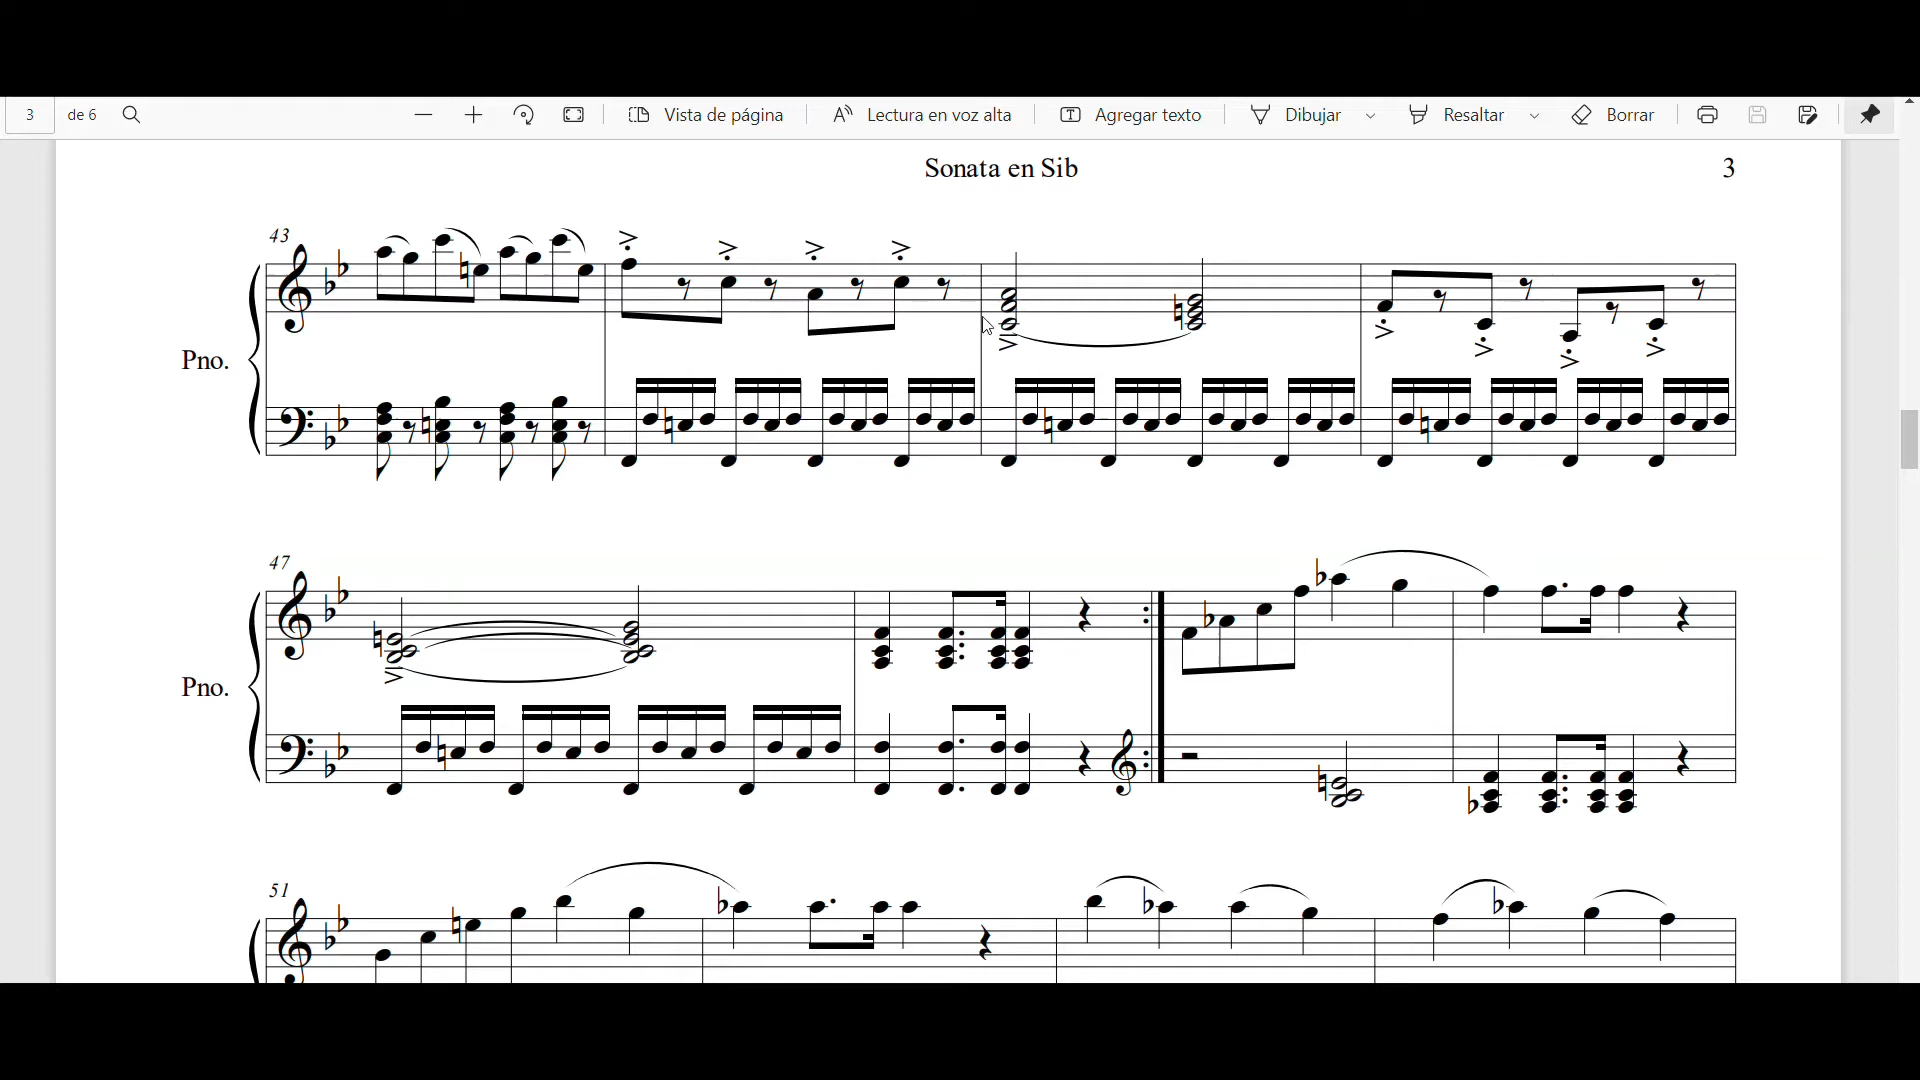 3 de 6 Vista de página Lectura en voz alta Agregar texto Dibujar Resaltar Borrar
Sonata en Sib 3
43
Pno.
47
Pno.
51